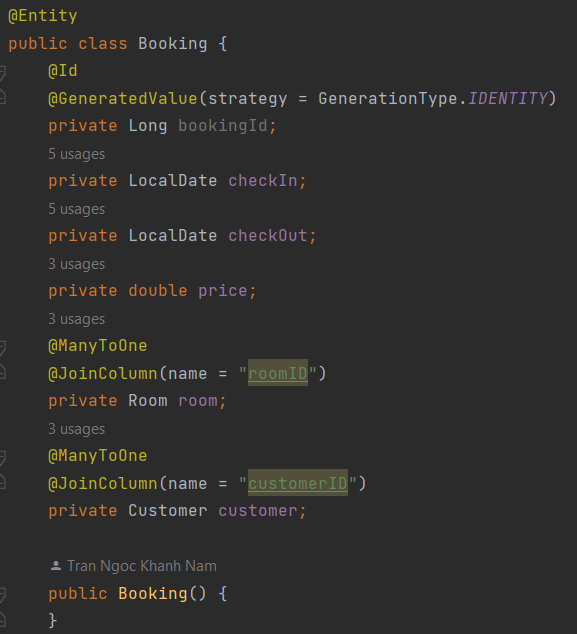 @Entity
public class Booking {
@Id
@GeneratedValue(strategy = GenerationType.IDENTITY)
private Long bookingId;
5 usages
private LocalDate checkIn;
5 usages
private LocalDate checkOut;
3 usages
private double price;
3 usages
@ManyToOne
@JoinColumn(name = "roomID")
private Room room;
3 usages
@ManyToOne
@JoinColumn(name = "customerID")
private Customer customer;
Tran Ngoc Khanh Nam
public Booking() {
}